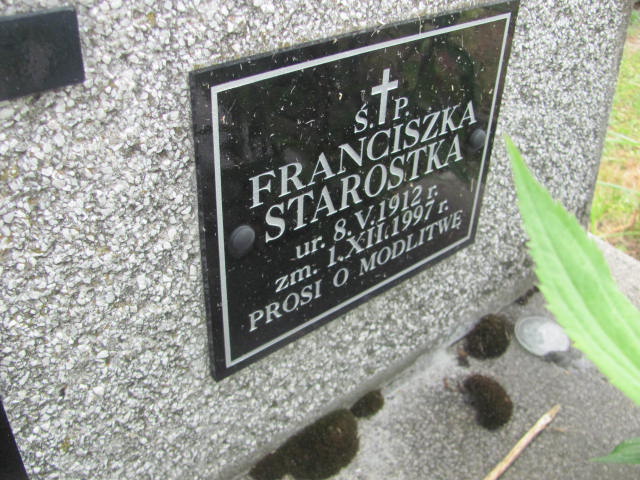 Ś.†P.
FRANCISZKA
STAROSTKA
ur. 8.V.1912 r.
zm. 1.XII.1997 r.
PROSI O MODLITWĘ